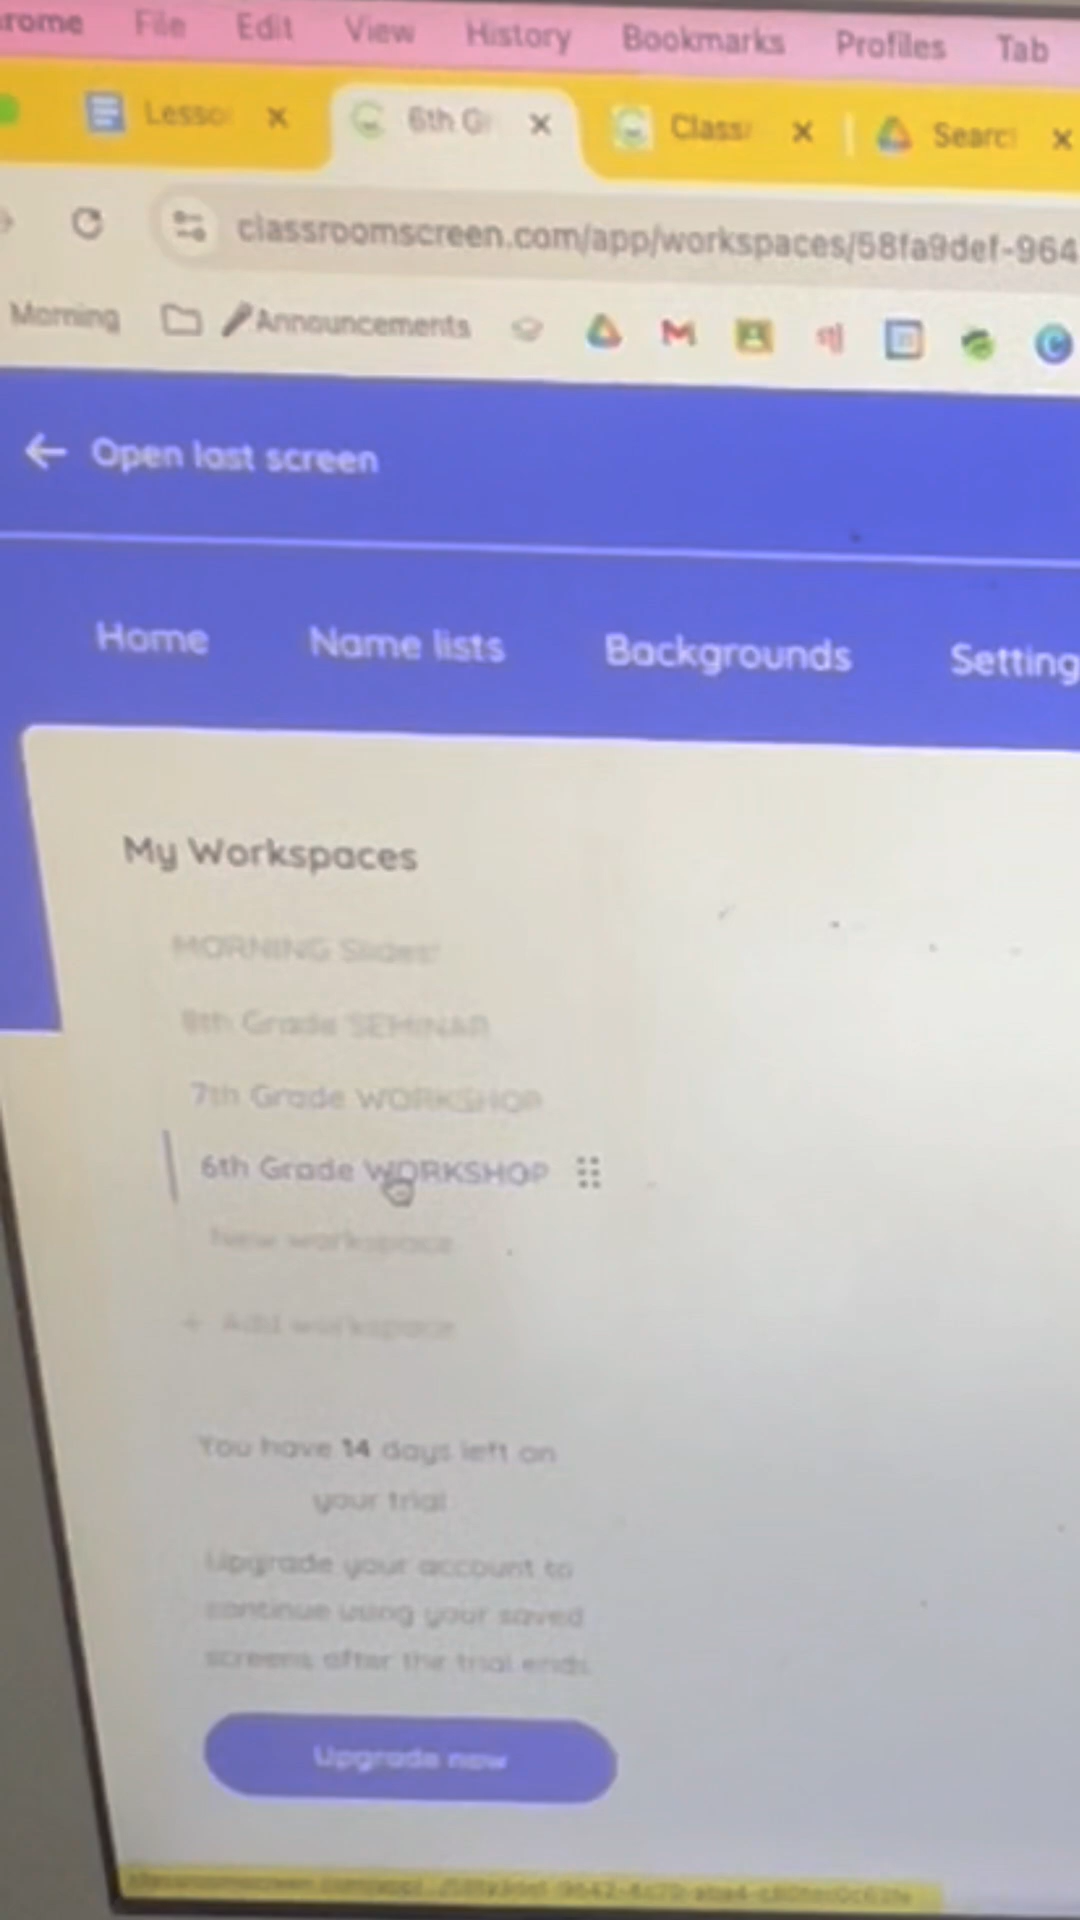 File Edit View History Bookmarks Profiles Tab
Lesso 6th G Class Searc
classroomscreen.com/app/workspaces/58fa9def-964
Morning Announcements
← Open last screen
Home Name lists Backgrounds Setting
My Workspaces
MORNING Slides!
8th Grade SEMINAR
7th Grade WORKSHOP
6th Grade WORKSHOP
New workspace
+ Add workspace
You have 14 days left on
your trial
Upgrade your account to
continue using your saved
screens after the trial ends.
Upgrade now